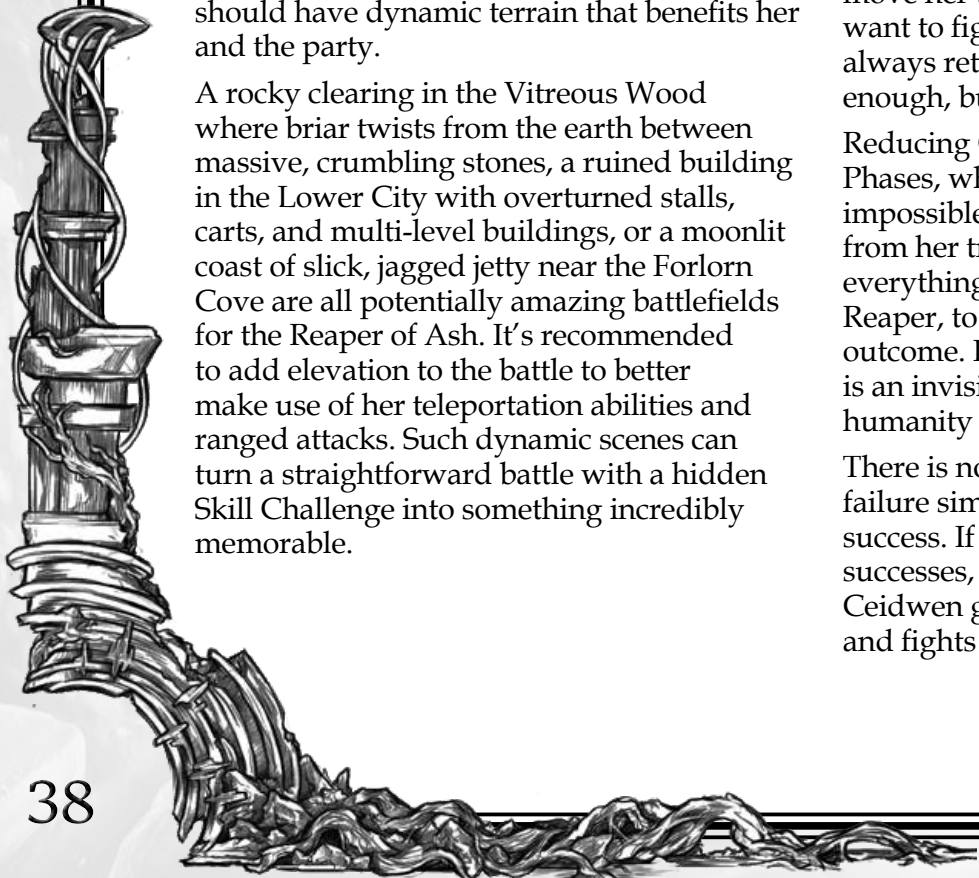 should have dynamic terrain that benefits her
and the party.
A rocky clearing in the Vitreous Wood
where briar twists from the earth between
massive, crumbling stones, a ruined building
in the Lower City with overturned stalls,
carts, and multi-level buildings, or a moonlit
coast of slick, jagged jetty near the Forlorn
Cove are all potentially amazing battlefields
for the Reaper of Ash. It's recommended
to add elevation to the battle to better
make use of her teleportation abilities and
ranged attacks. Such dynamic scenes can
turn a straightforward battle with a hidden
Skill Challenge into something incredibly
memorable.
want to fig
always ret
enough, bu
Reducing
Phases, wh
impossible
from her tr
everything
Reaper, to
outcome. I
is an invisi
humanity
There is no
failure sim
success. If
successes,
Ceidwen g
and fights
38